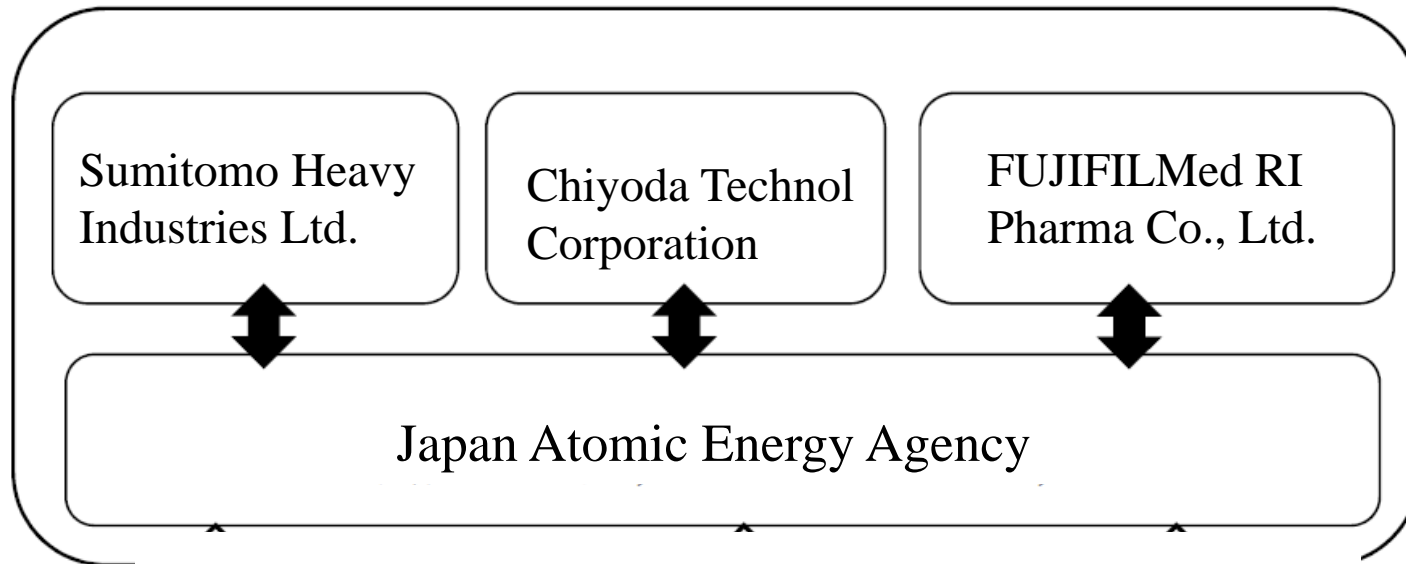 Sumitomo Heavy
Industries Ltd.
Chiyoda Technol
Corporation
FUJIFILMed RI
Pharma Co., Ltd.
Japan Atomic Energy Agency